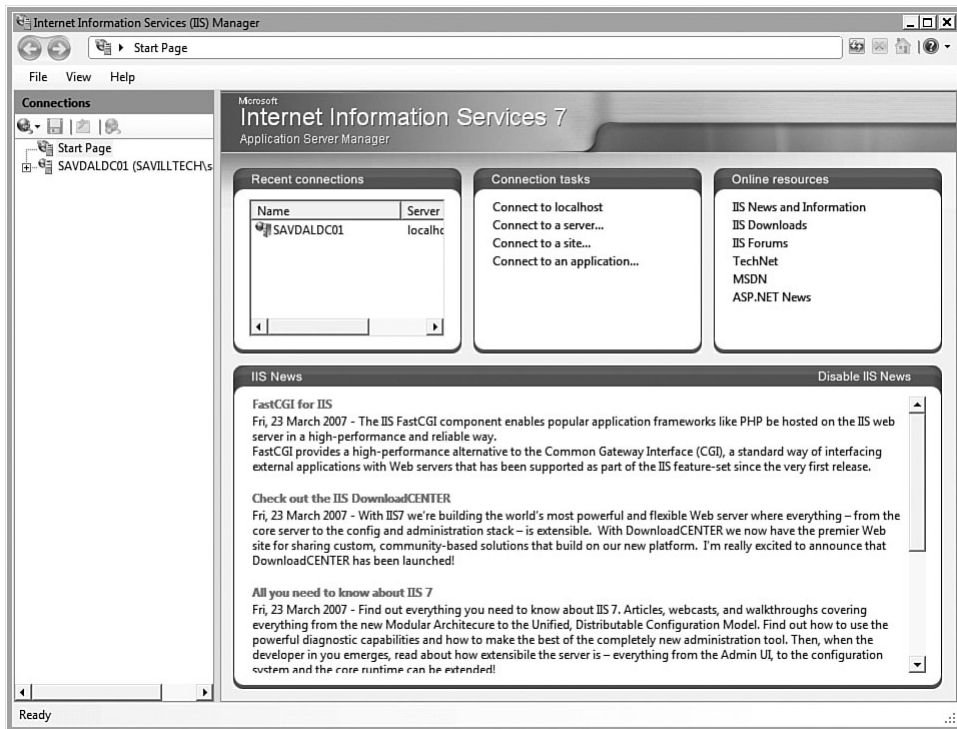 Internet Information Services (IIS) Manager
Start Page
File View Help
Connections
Start Page
SAVDALDC01 (SAVILLTECH\s
Microsoft
Internet Information Services 7
Application Server Manager
Recent connections
Name Server
SAVDALDC01 localhc
Connection tasks
Connect to localhost
Connect to a server...
Connect to a site...
Connect to an application...
Online resources
IIS News and Information
IIS Downloads
IIS Forums
TechNet
MSDN
ASP.NET News
IIS News Disable IIS News
FastCGI for IIS
Fri, 23 March 2007 - The IIS FastCGI component enables popular application frameworks like PHP be hosted on the IIS web
server in a high-performance and reliable way.
FastCGI provides a high-performance alternative to the Common Gateway Interface (CGI), a standard way of interfacing
external applications with Web servers that has been supported as part of the IIS feature-set since the very first release.
Check out the IIS DownloadCENTER
Fri, 23 March 2007 - With IIS7 we're building the world's most powerful and flexible Web server where everything – from the
core server to the config and administration stack – is extensible. With DownloadCENTER we now have the premier Web
site for sharing custom, community-based solutions that build on our new platform. I'm really excited to announce that
DownloadCENTER has been launched!
All you need to know about IIS 7
Fri, 23 March 2007 - Find out everything you need to know about IIS 7. Articles, webcasts, and walkthroughs covering
everything from the new Modular Architecure to the Unified, Distributable Configuration Model. Find out how to use the
powerful diagnostic capabilities and how to make the best of the completely new administration tool. Then, when the
developer in you emerges, read about how extensibile the server is – everything from the Admin UI, to the configuration
system and the core runtime can be extended!
Ready